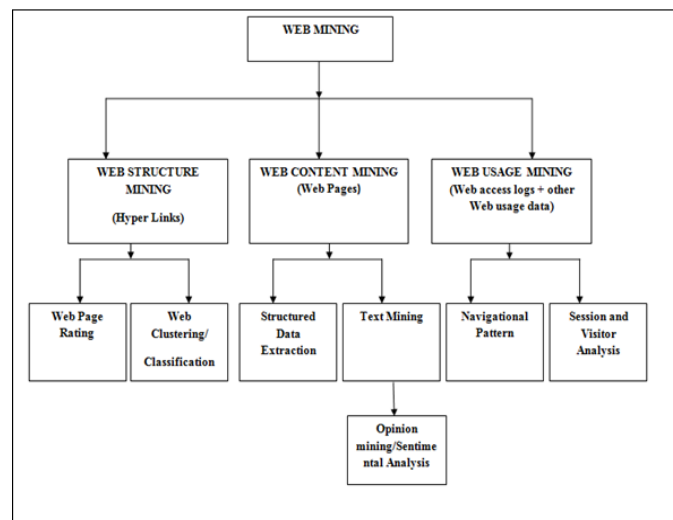 WEB MINING
WEB STRUCTURE
MINING
(Hyper Links)
WEB CONTENT MINING
(Web Pages)
WEB USAGE MINING
(Web access logs + other
Web usage data)
Web Page
Rating
Web
Clustering/
Classification
Structured
Data
Extraction
Text Mining
Navigational
Pattern
Session and
Visitor
Analysis
Opinion
mining/Sentime
ntal Analysis